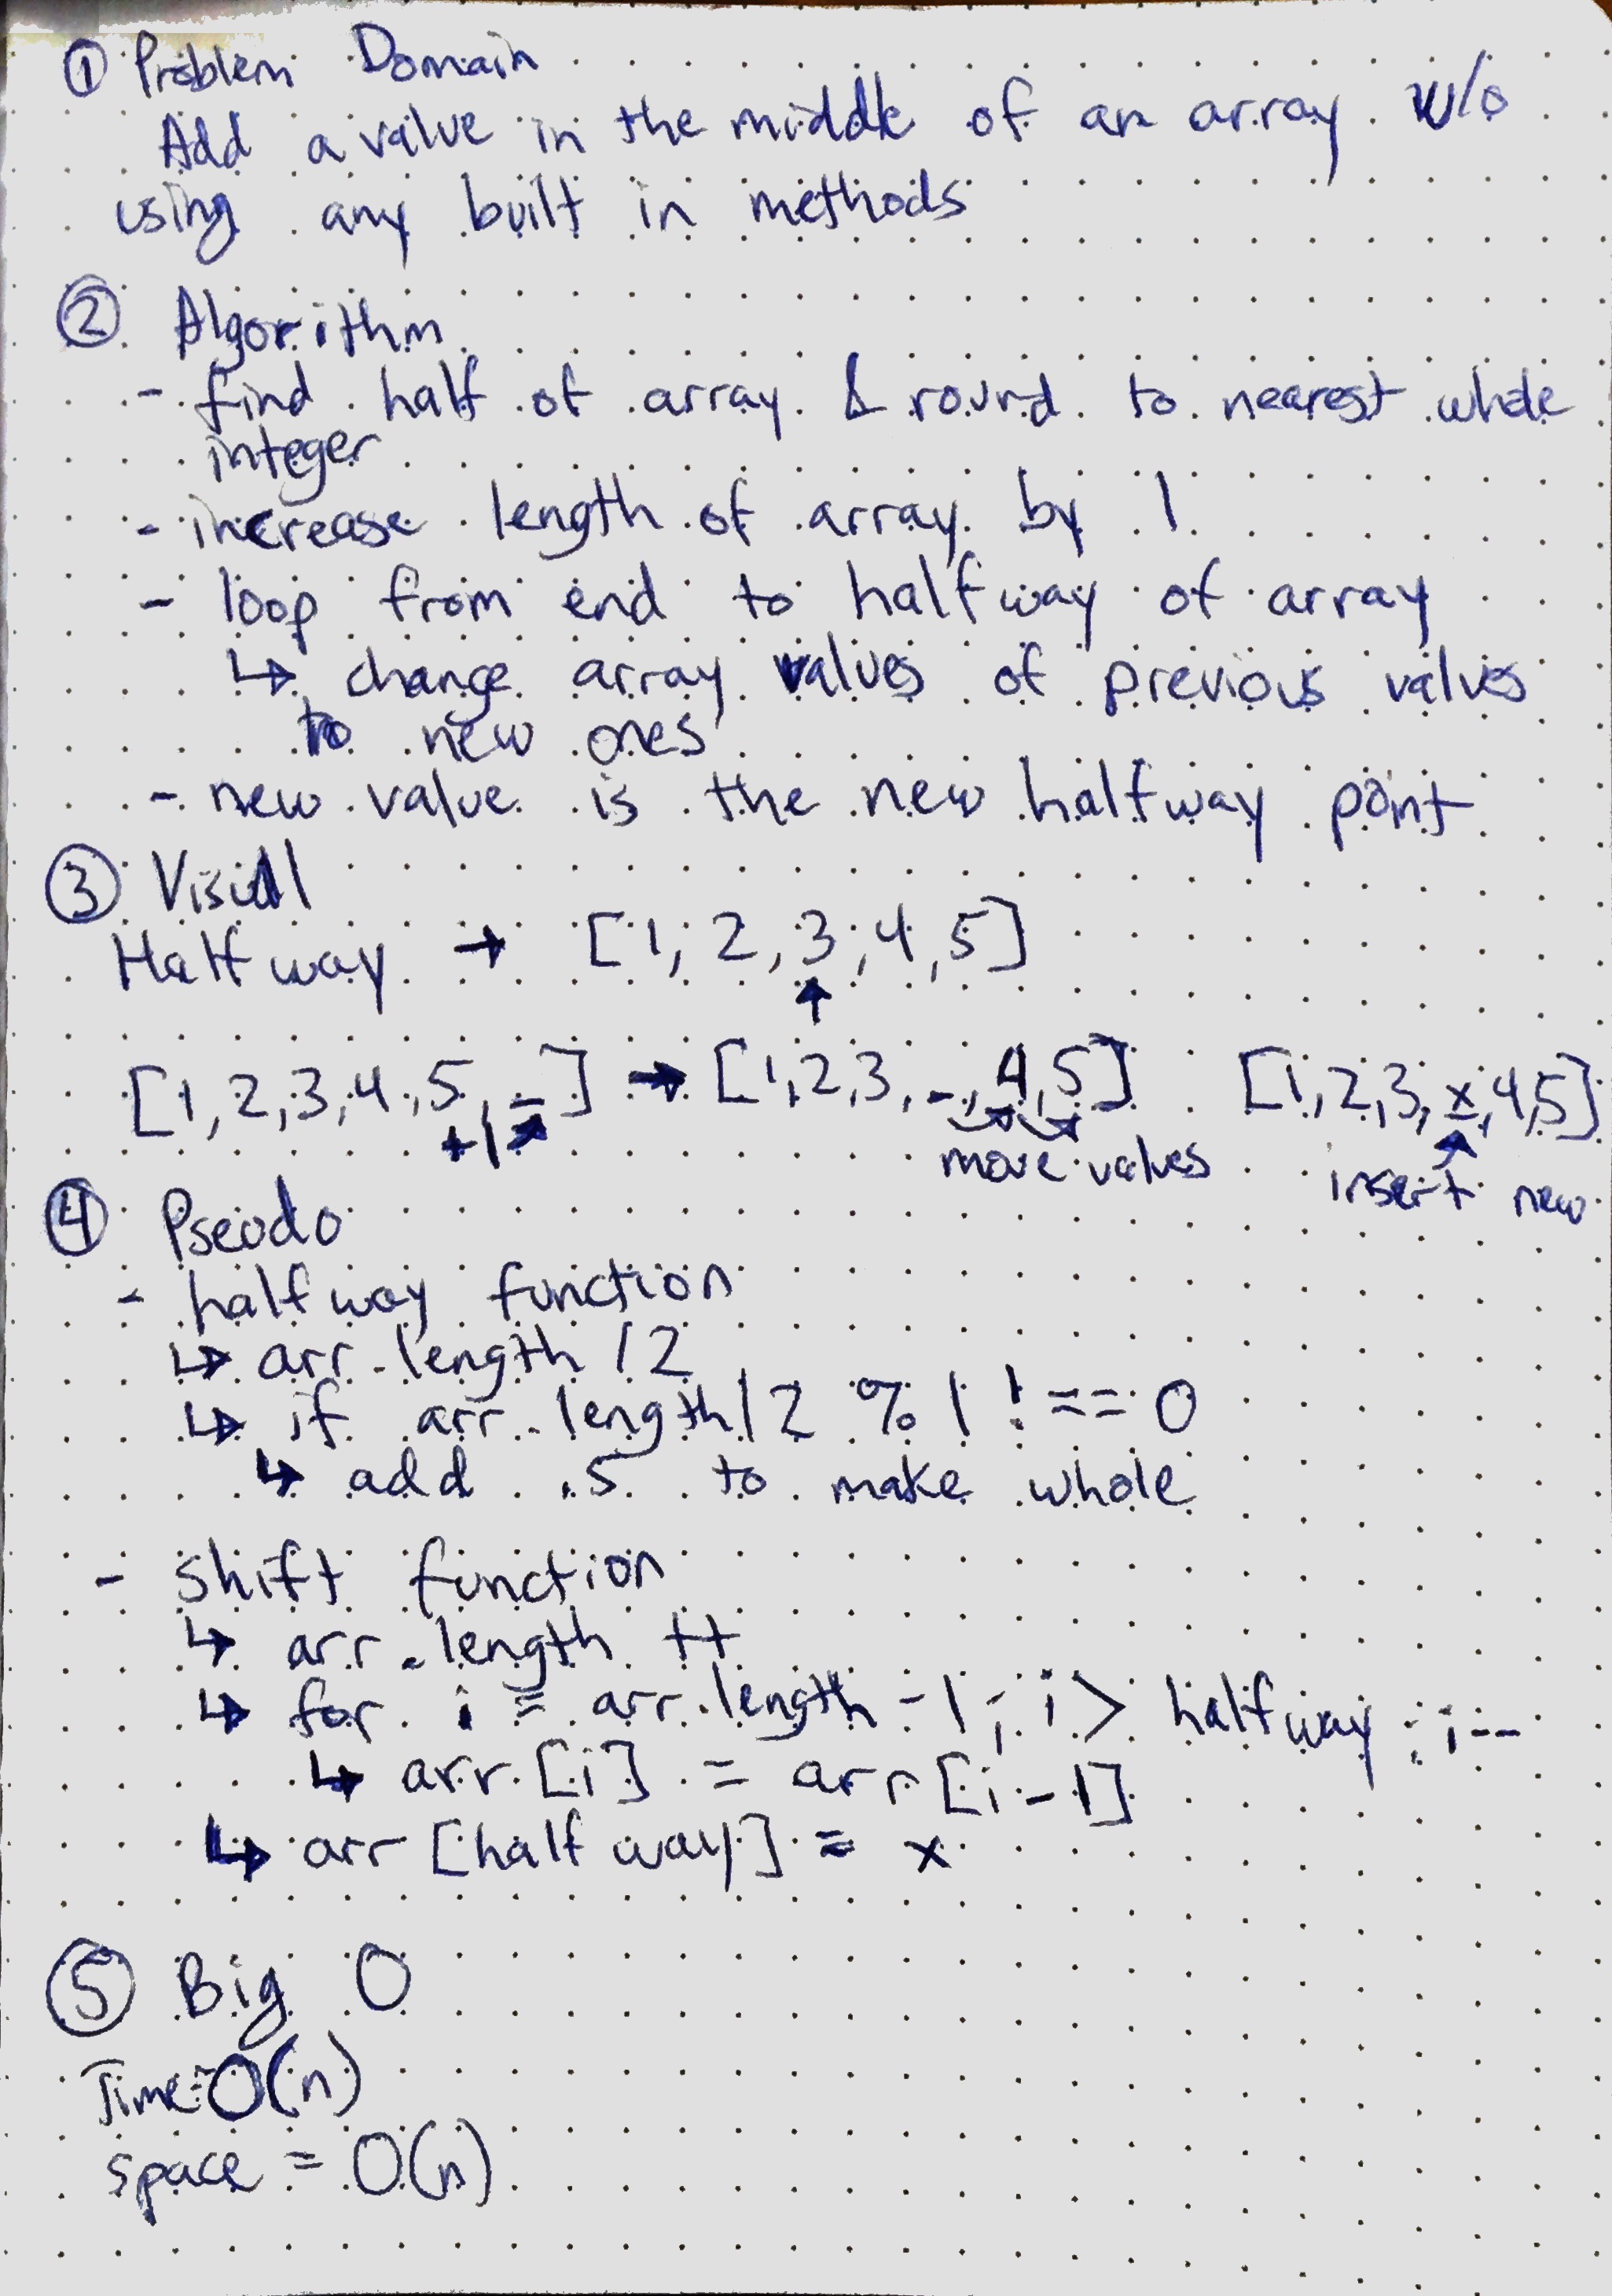 ① Problem Domain
Add a value in the middle of an array w/o
using any built in methods
② Algorithm
- find half of array & round to nearest whole
integer
- increase length of array by 1
- loop from end to halfway of array
↳ change array values of previous values
to new ones
- new value is the new halfway point
③ Visual
Halfway → [1, 2, 3, 4, 5]
[1, 2, 3, 4, 5, _] → [1, 2, 3, _, 4, 5] [1, 2, 3, x, 4, 5]
+1
move values
insert new
④ Pseudo
- halfway function
↳ arr.length / 2
↳ if arr.length / 2 % 1 !== 0
↳ add .5 to make whole
- shift function
↳ arr.length ++
↳ for i = arr.length - 1; i > halfway; i--
↳ arr[i] = arr[i-1]
↳ arr[halfway] = x
⑤ Big O
Time = O(n)
space = O(n)